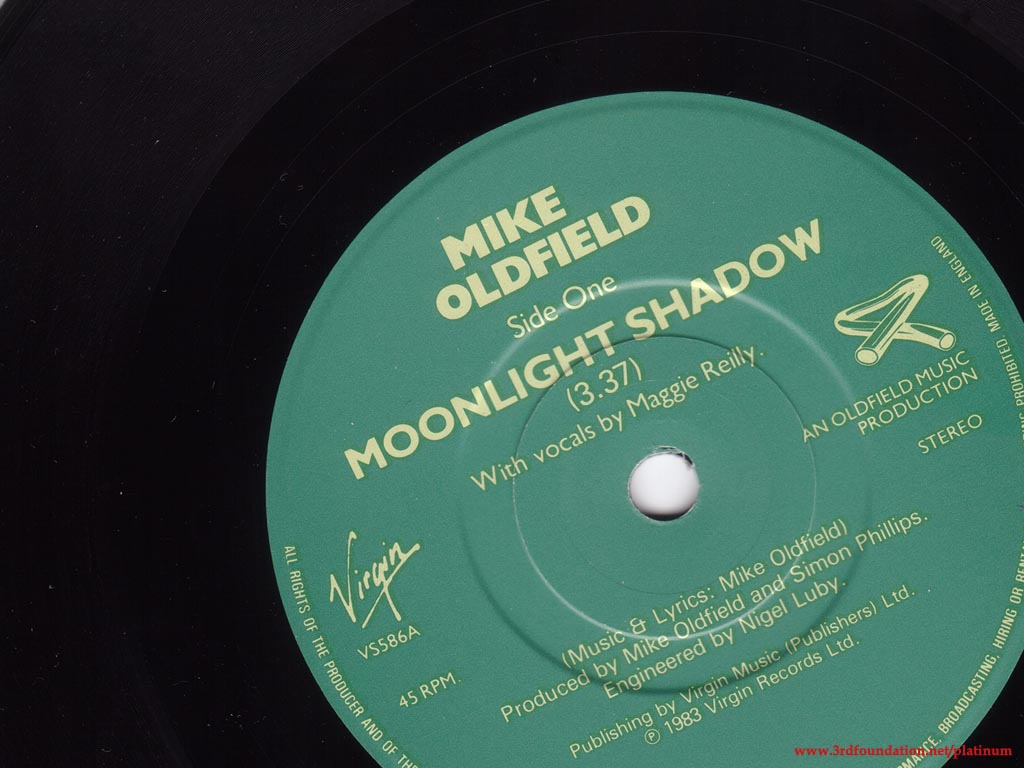 MIKE
OLDFIELD
Side One
MOONLIGHT SHADOW
(3.37)
With vocals by Maggie Reilly.
AN OLDFIELD MUSIC
PRODUCTION
STEREO
Virgin
VS586A
45 RPM.
(Music & Lyrics: Mike Oldfield)
Produced by Mike Oldfield and Simon Phillips.
Engineered by Nigel Luby.
Publishing by Virgin Music (Publishers) Ltd.
℗ 1983 Virgin Records Ltd.
ALL RIGHTS OF THE PRODUCER AND OF THE
BROADCASTING, HIRING OR
PROHIBITED MADE IN ENGLAND
www.3rdfoundation.net/platinum